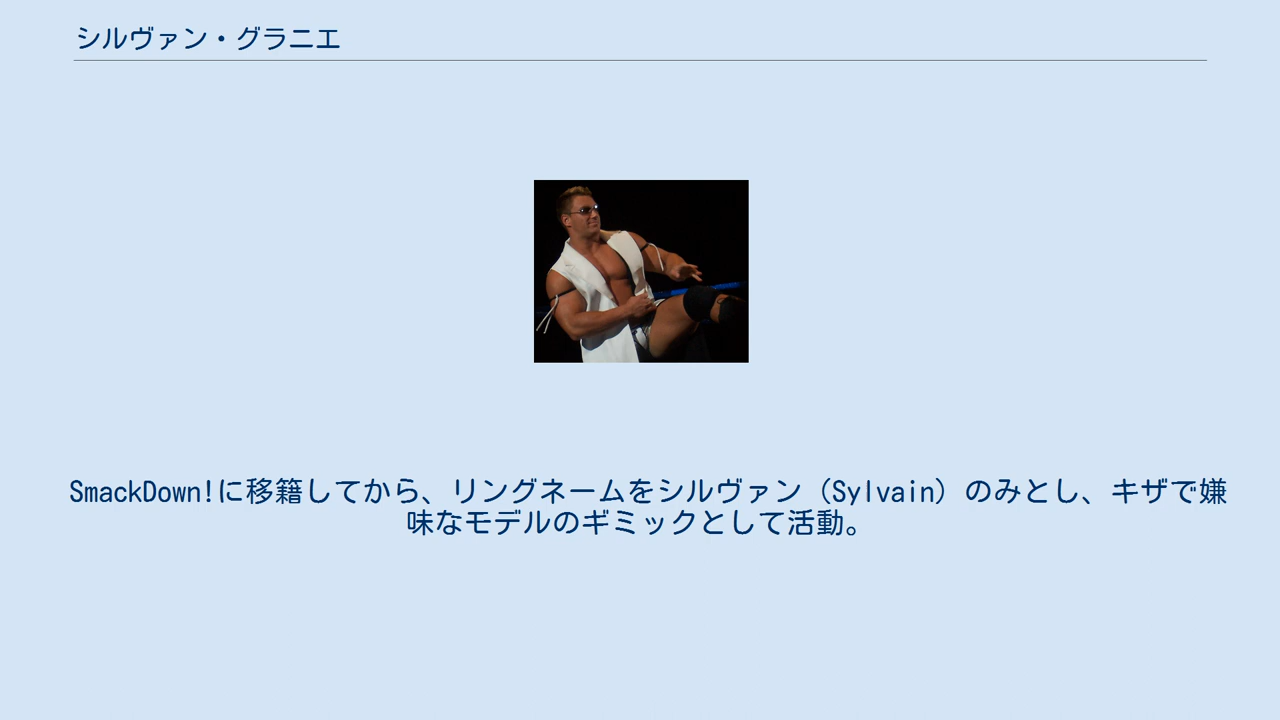 シルヴァン・グラニエ
SmackDown!に移籍してから、リングネームをシルヴァン（Sylvain）のみとし、キザで嫌
味なモデルのギミックとして活動。